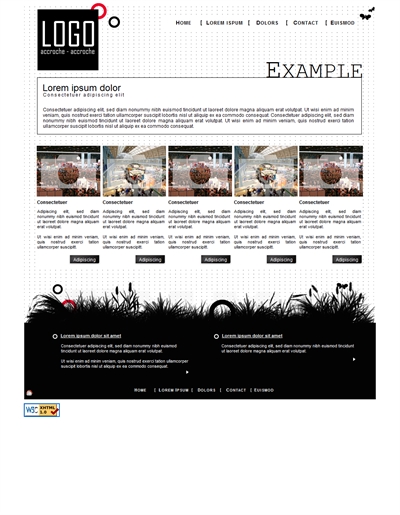 LOGO
accroche - accroche
Home | Lorem ipsum | Dolors | Contact | Euismod
Example
Lorem ipsum dolor
Consectetuer adipiscing elit
Consectetuer adipiscing elit, sed diam nonummy nibh euismod tincidunt ut laoreet dolore magna aliquam erat volutpat. Ut wisi enim ad minim
veniam, quis nostrud exerci tation ullamcorper suscipit lobortis nisl ut aliquip ex ea commodo consequat. Consectetuer adipiscing elit, sed diam
nonummy nibh euismod tincidunt ut laoreet dolore magna aliquam erat volutpat. Ut wisi enim ad minim veniam, quis nostrud exerci tation
ullamcorper suscipit lobortis nisl ut aliquip ex ea commodo consequat.
Consectetuer Consectetuer Consectetuer Consectetuer Consectetuer
Adipiscing elit, sed diam
nonummy nibh euismod tincidunt
ut laoreet dolore magna aliquam
erat volutpat.
Ut wisi enim ad minim veniam,
quis nostrud exerci tation
ullamcorper suscipit lobortis nisl.
Adipiscing
Adipiscing elit, sed diam
nonummy nibh euismod tincidunt
ut laoreet dolore magna aliquam
erat volutpat.
Ut wisi enim ad minim veniam,
quis nostrud exerci tation
ullamcorper suscipit lobortis nisl.
Adipiscing
Adipiscing elit, sed diam
nonummy nibh euismod tincidunt
ut laoreet dolore magna aliquam
erat volutpat.
Ut wisi enim ad minim veniam,
quis nostrud exerci tation
ullamcorper suscipit lobortis nisl.
Adipiscing
Adipiscing elit, sed diam
nonummy nibh euismod tincidunt
ut laoreet dolore magna aliquam
erat volutpat.
Ut wisi enim ad minim veniam,
quis nostrud exerci tation
ullamcorper suscipit lobortis nisl.
Adipiscing
Adipiscing elit, sed diam
nonummy nibh euismod tincidunt
ut laoreet dolore magna aliquam
erat volutpat.
Ut wisi enim ad minim veniam,
quis nostrud exerci tation
ullamcorper suscipit lobortis nisl.
Adipiscing
Lorem ipsum dolor sit amet
Consectetuer adipiscing elit, sed diam nonummy nibh euismod tincidunt
ut laoreet dolore magna aliquam erat volutpat.
Ut wisi enim ad minim veniam, quis nostrud exerci tation ullamcorper
suscipit lobortis nisl ut aliquip ex ea commodo consequat.
Lorem ipsum dolor sit amet
Consectetuer adipiscing elit, sed diam nonummy nibh euismod tincidunt
ut laoreet dolore magna aliquam erat volutpat.
Home | Lorem ipsum | Dolors | Contact | Euismod
W3C XHTML 1.0